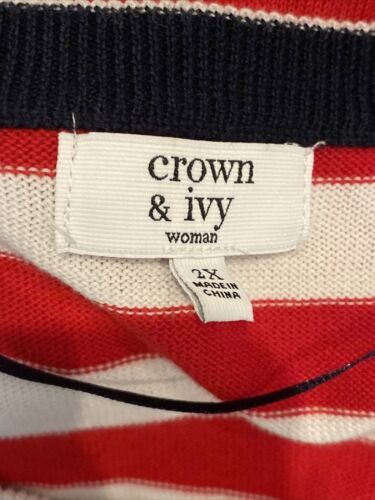 crown
& ivy
woman
2X
MADE IN
CHINA